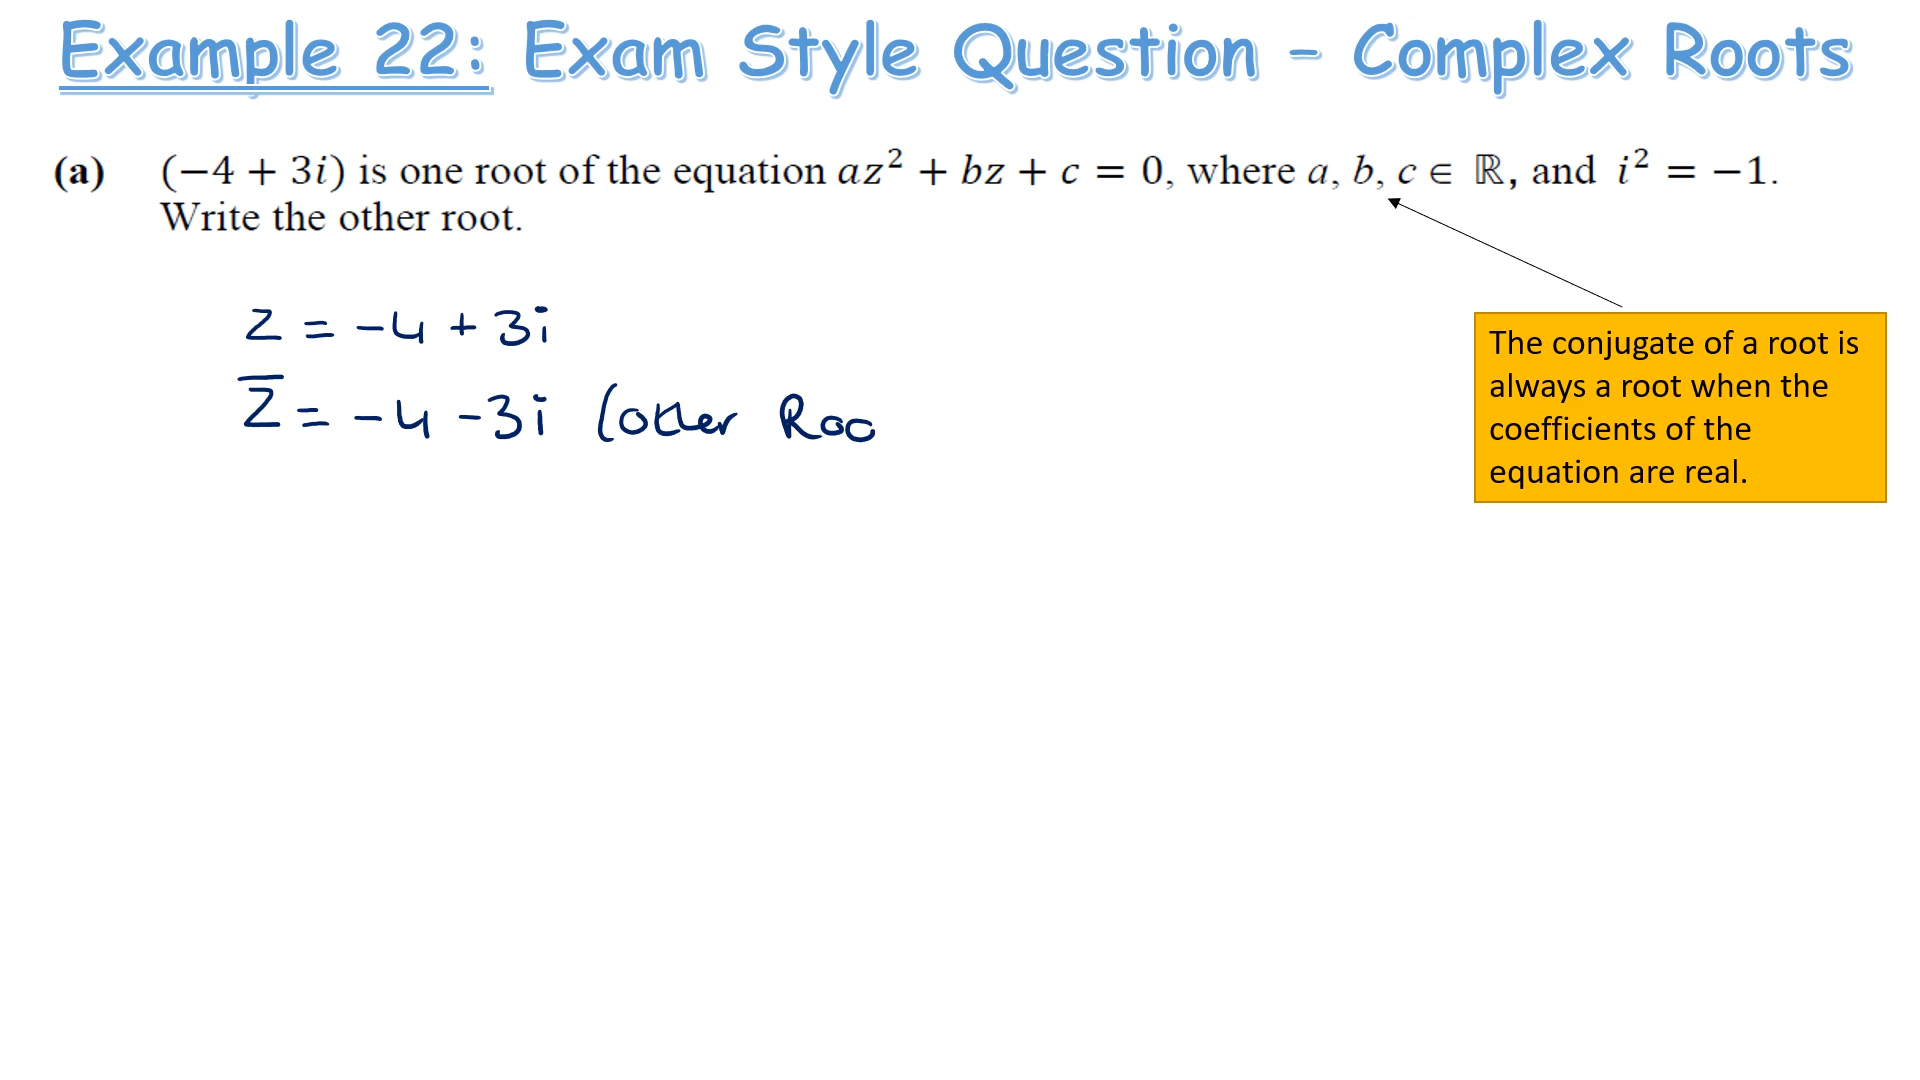 Example 22: Exam Style Question – Complex Roots
(a) (−4 + 3i) is one root of the equation az² + bz + c = 0, where a, b, c ∈ ℝ, and i² = −1.
Write the other root.
z = -4 + 3i
z̅ = -4 -3i (other Roo
The conjugate of a root is
always a root when the
coefficients of the
equation are real.